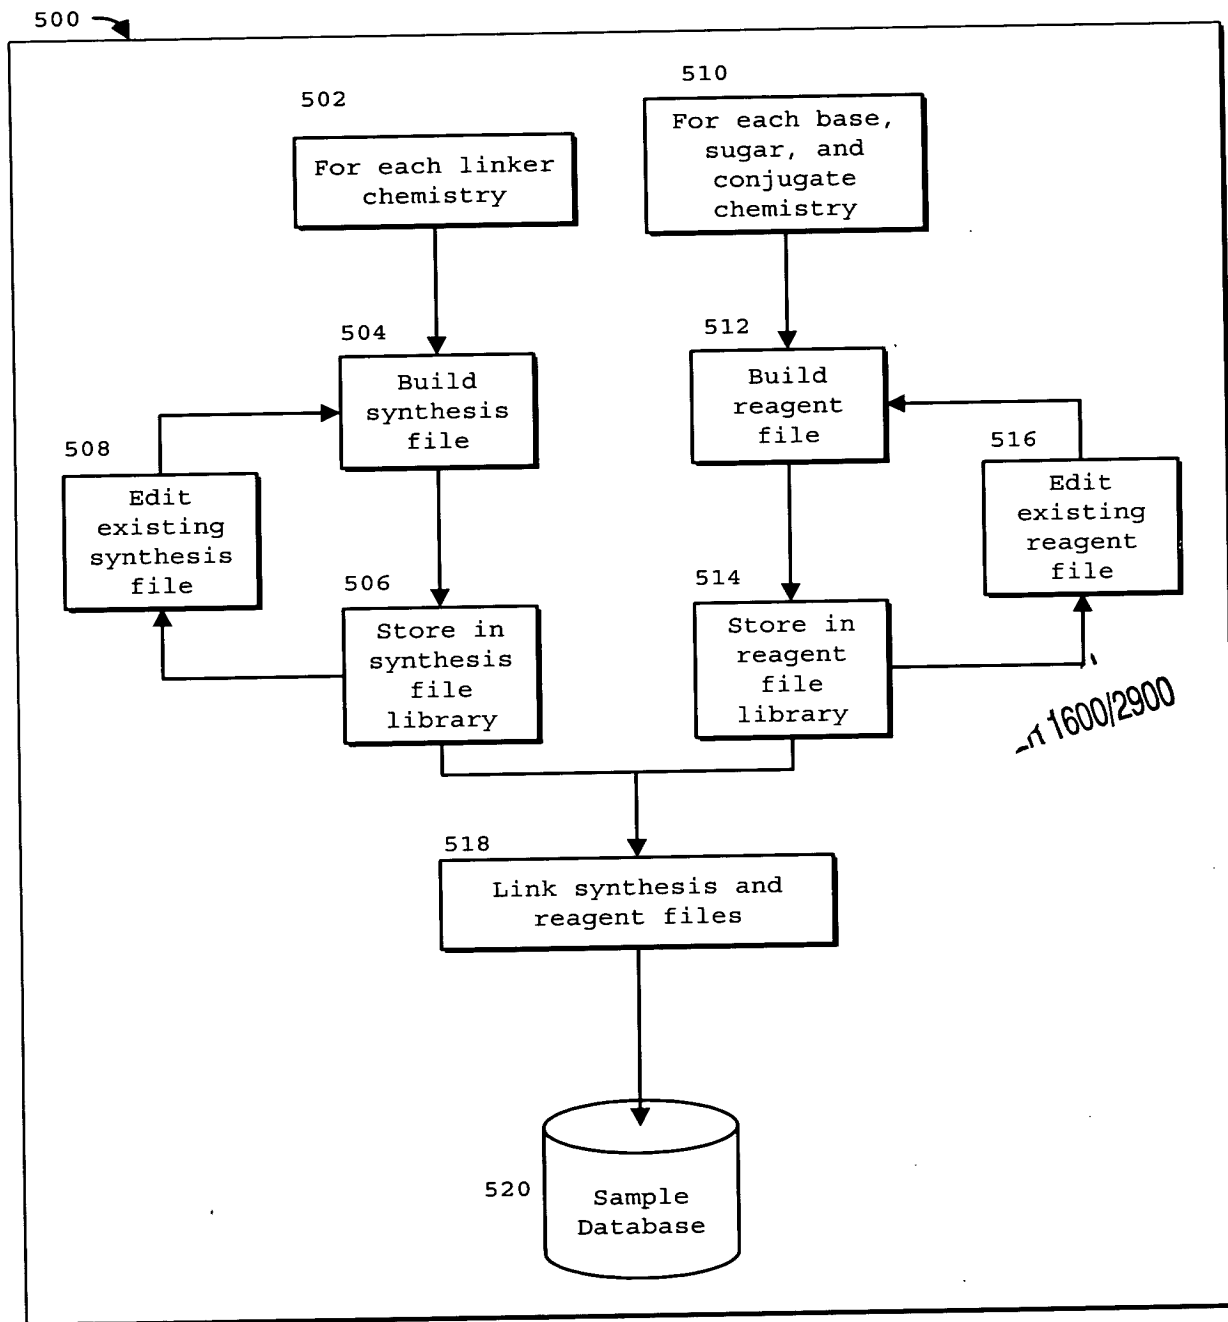 500
502
For each linker
chemistry
510
For each base,
sugar, and
conjugate
chemistry
504
Build
synthesis
file
512
Build
reagent
file
508
Edit
existing
synthesis
file
516
Edit
existing
reagent
file
506
Store in
synthesis
file
library
514
Store in
reagent
file
library
1600/2900
518
Link synthesis and
reagent files
520
Sample
Database